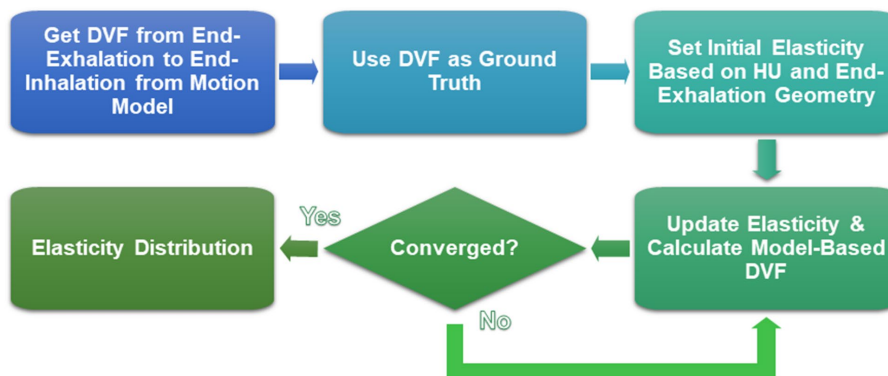 Get DVF from End-
Exhalation to End-
Inhalation from Motion
Model
Use DVF as Ground
Truth
Set Initial Elasticity
Based on HU and End-
Exhalation Geometry
Update Elasticity &
Calculate Model-Based
DVF
Converged?
Yes
Elasticity Distribution
No